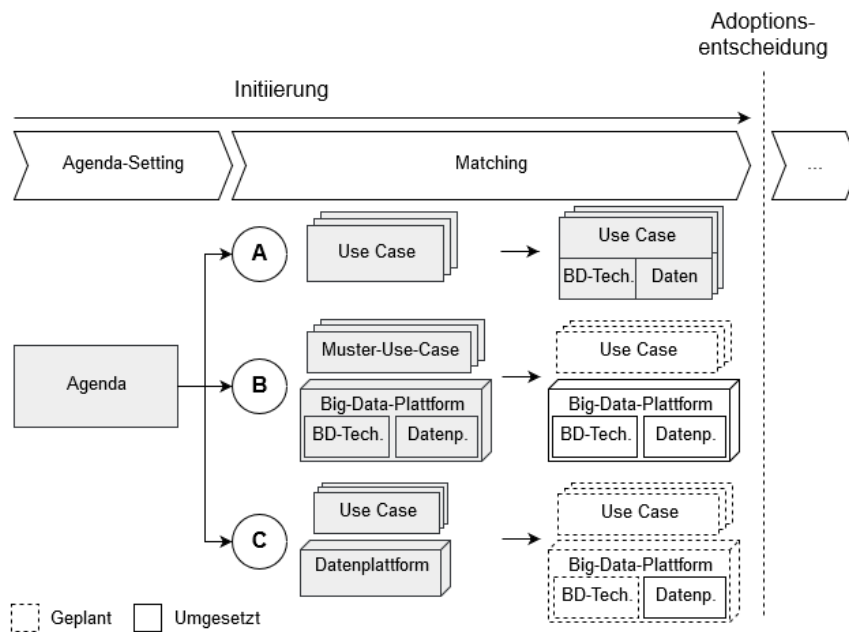 Adoptions-
entscheidung
Initiierung
Agenda-Setting
Matching
...
A
Use Case
Use Case
BD-Tech.
Daten
Agenda
B
Muster-Use-Case
Big-Data-Plattform
BD-Tech.
Datenp.
Use Case
Big-Data-Plattform
BD-Tech.
Datenp.
C
Use Case
Datenplattform
Use Case
Big-Data-Plattform
BD-Tech.
Datenp.
Geplant
Umgesetzt